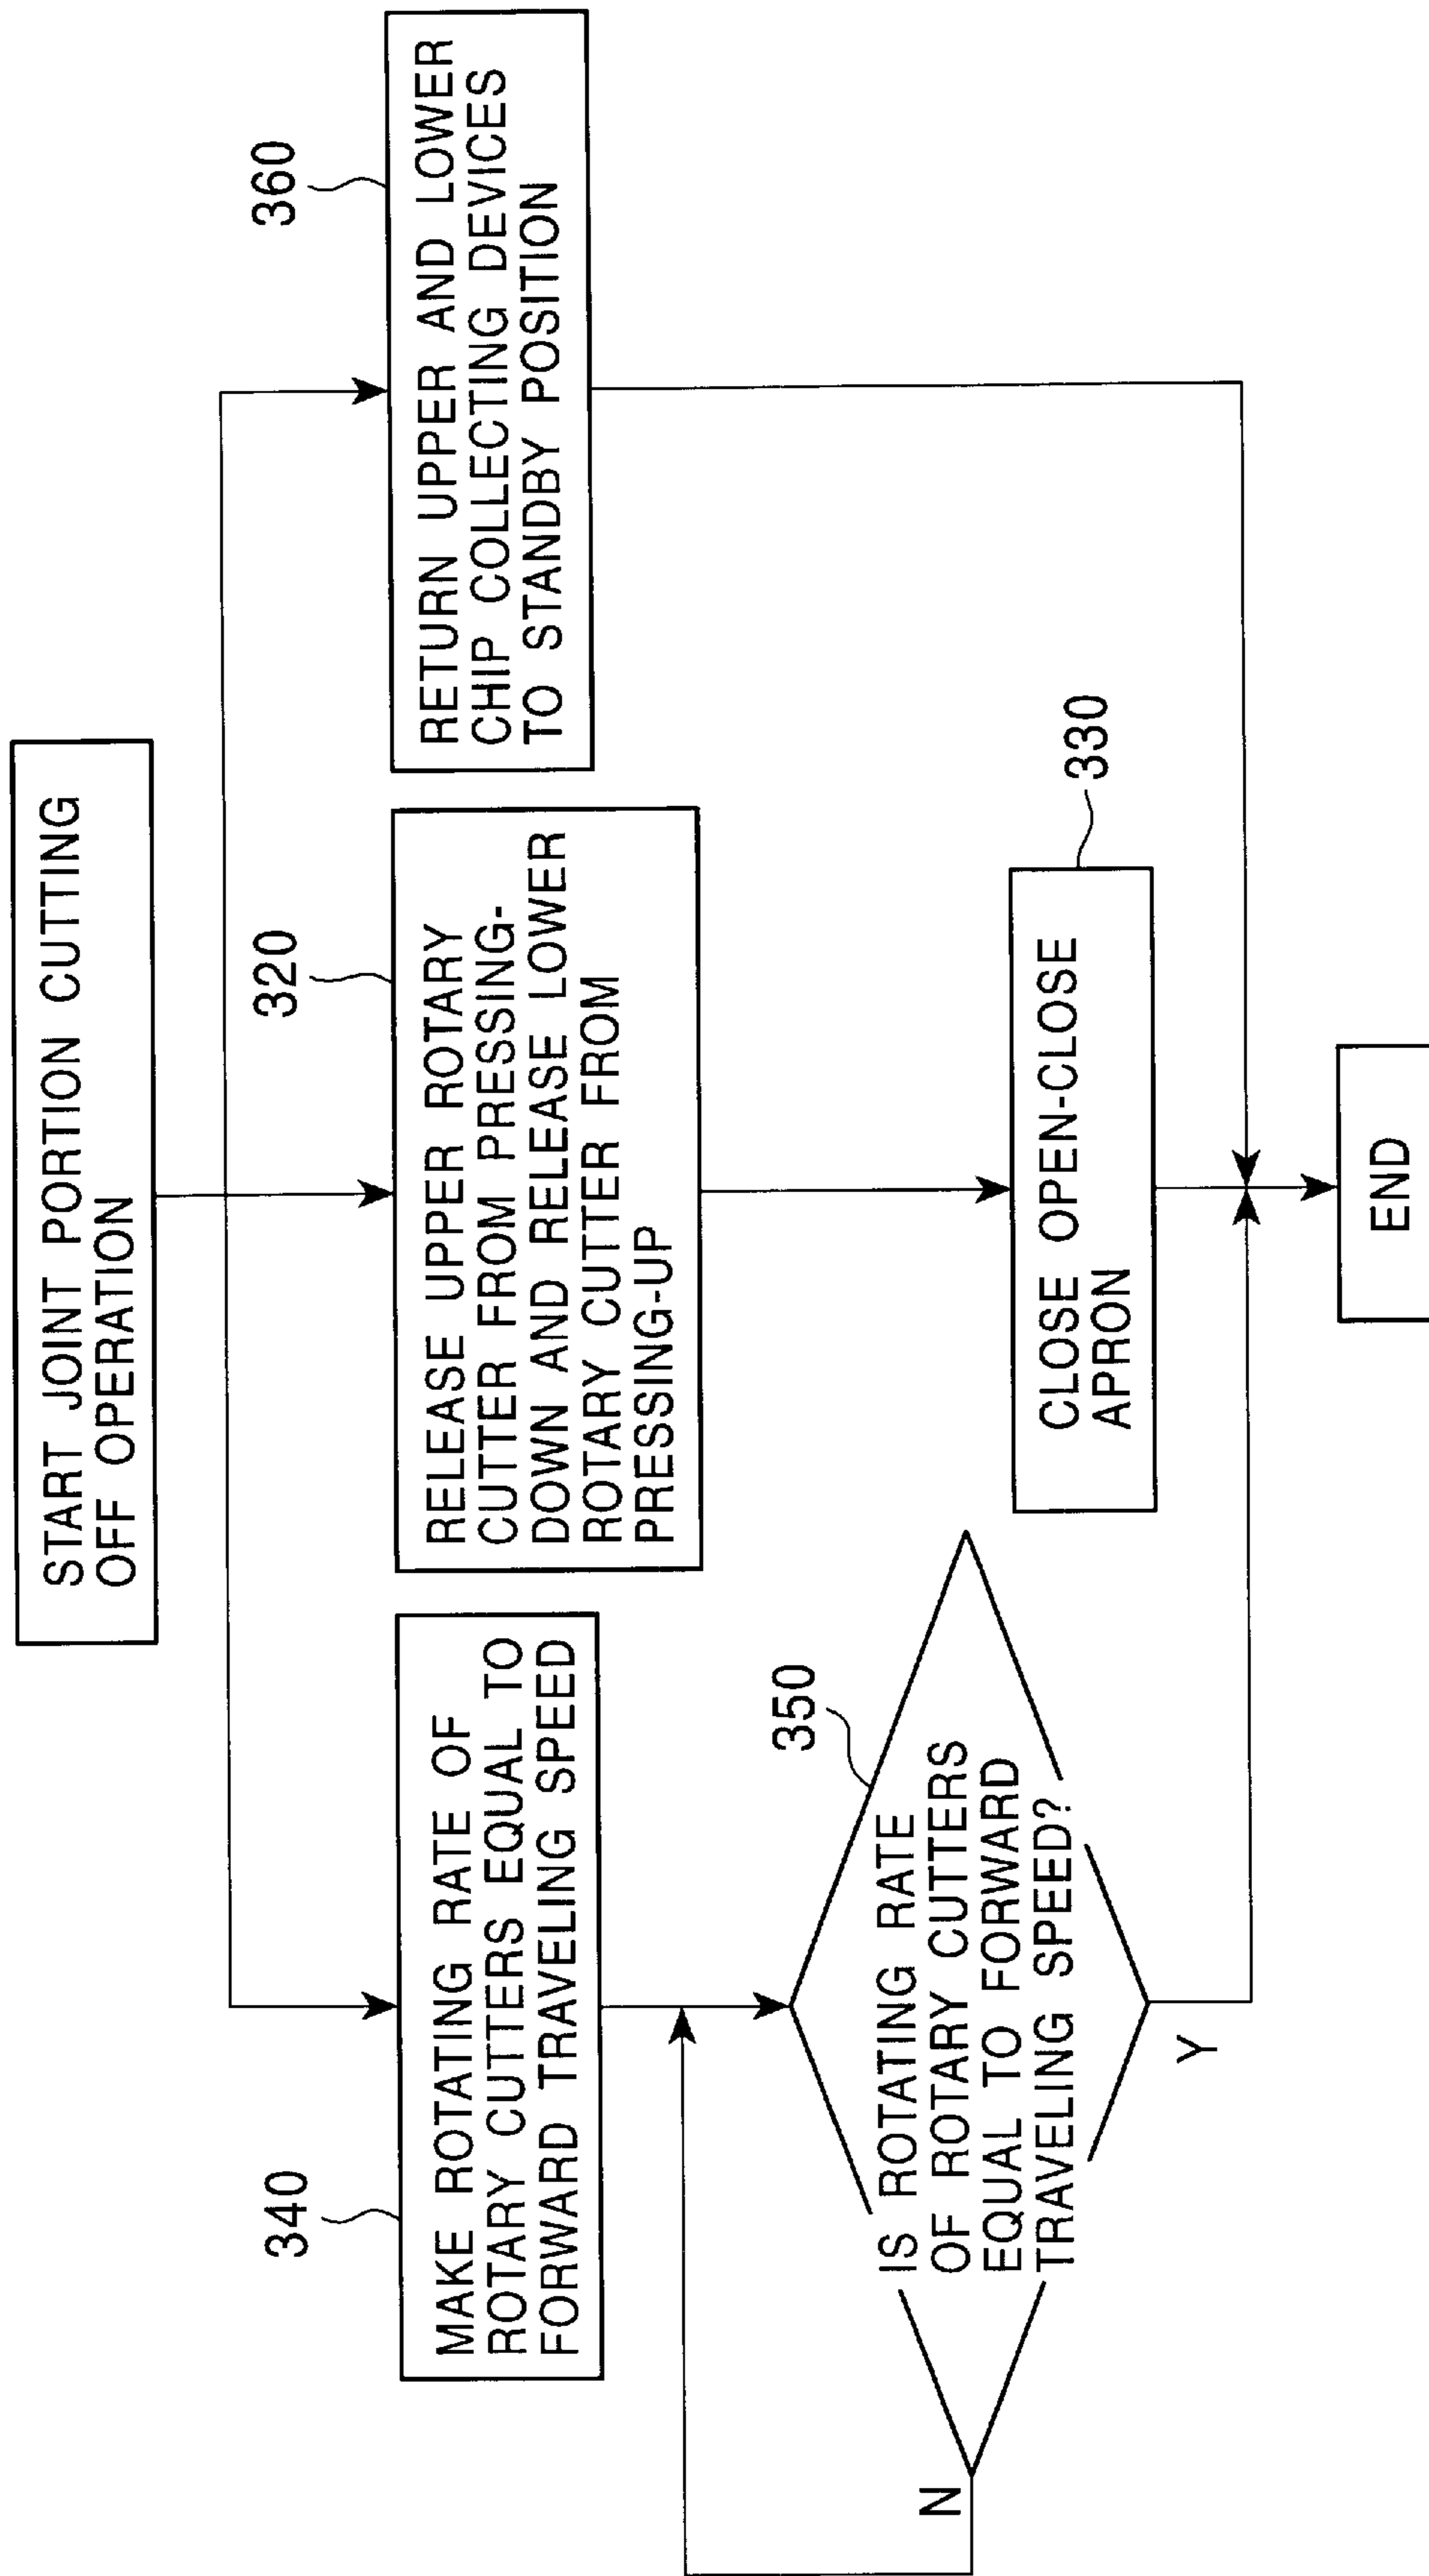 START JOINT PORTION CUTTING
OFF OPERATION
340
MAKE ROTATING RATE OF
ROTARY CUTTERS EQUAL TO
FORWARD TRAVELING SPEED
320
RELEASE UPPER ROTARY
CUTTER FROM PRESSING-
DOWN AND RELEASE LOWER
ROTARY CUTTER FROM
PRESSING-UP
360
RETURN UPPER AND LOWER
CHIP COLLECTING DEVICES
TO STANDBY POSITION
350
IS ROTATING RATE
OF ROTARY CUTTERS
EQUAL TO FORWARD
TRAVELING SPEED?
N
Y
330
CLOSE OPEN-CLOSE
APRON
END